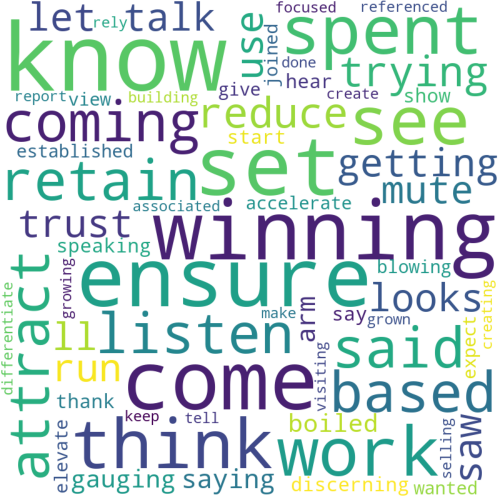 let rely talk use spent focused referenced
know joined hear done trying
report view building give create show
coming reduce see
established start getting
retain set mute
trust associated accelerate
speaking winning
attract growing ensure blowing looks
differentiate ll listen make arm say grown said expect creating
run come visiting based
thank keep tell boiled
elevate think work selling saw
gauging saying discerning wanted